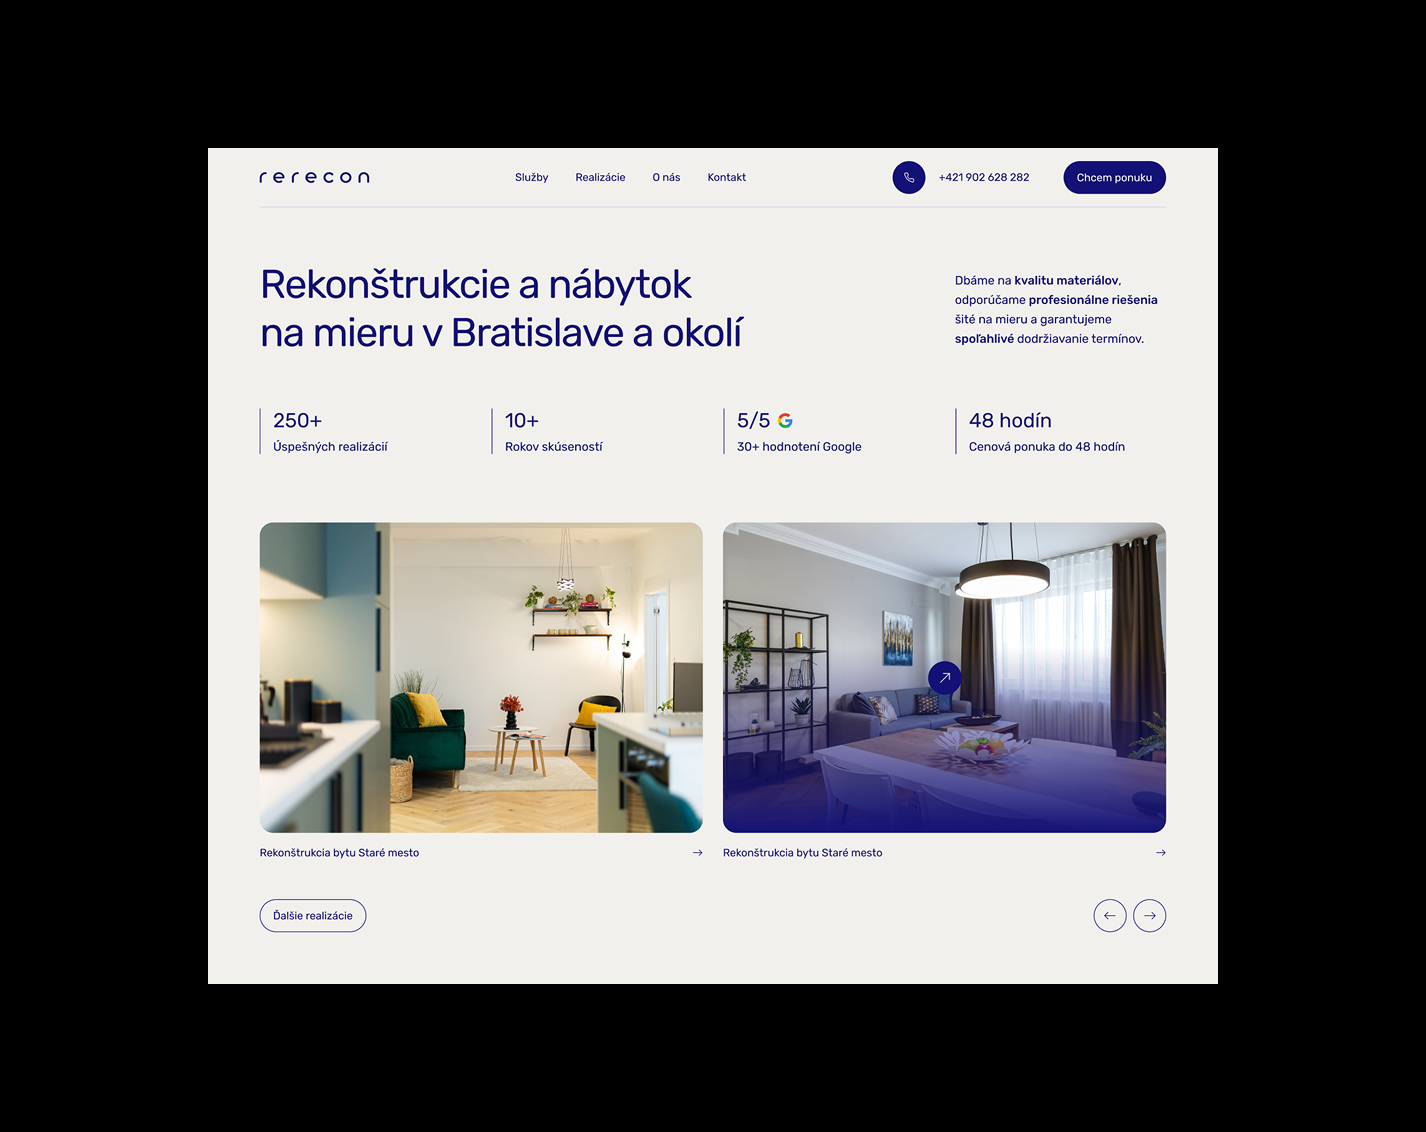 rerecon
Služby
Realizácie
O nás
Kontakt
+421 902 628 282
Chcem ponuku
Rekonštrukcie a nábytok
na mieru v Bratislave a okolí
Dbáme na kvalitu materiálov,
odporúčame profesionálne riešenia
šité na mieru a garantujeme
spoľahlivé dodržiavanie termínov.
250+
Úspešných realizácií
10+
Rokov skúseností
5/5
30+ hodnotení Google
48 hodín
Cenová ponuka do 48 hodín
Rekonštrukcia bytu Staré mesto
Rekonštrukcia bytu Staré mesto
Ďalšie realizácie